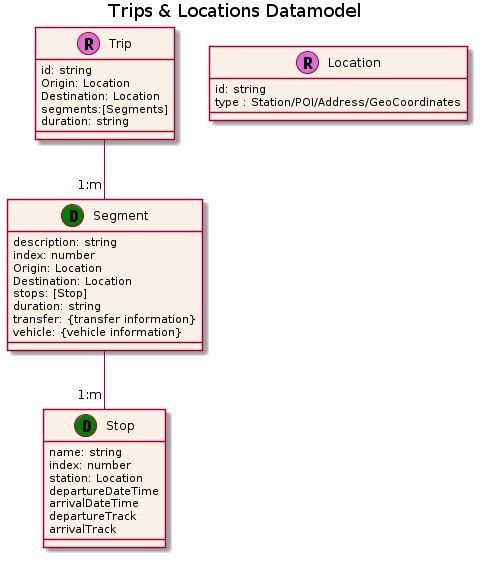 Trips & Locations Datamodel
R Trip
id: string
Origin: Location
Destination: Location
segments:[Segments]
duration: string
R Location
id: string
type : Station/POI/Address/GeoCoordinates
1:m
D Segment
description: string
index: number
Origin: Location
Destination: Location
stops: [Stop]
duration: string
transfer: {transfer information}
vehicle: {vehicle information}
1:m
D Stop
name: string
index: number
station: Location
departureDateTime
arrivalDateTime
departureTrack
arrivalTrack